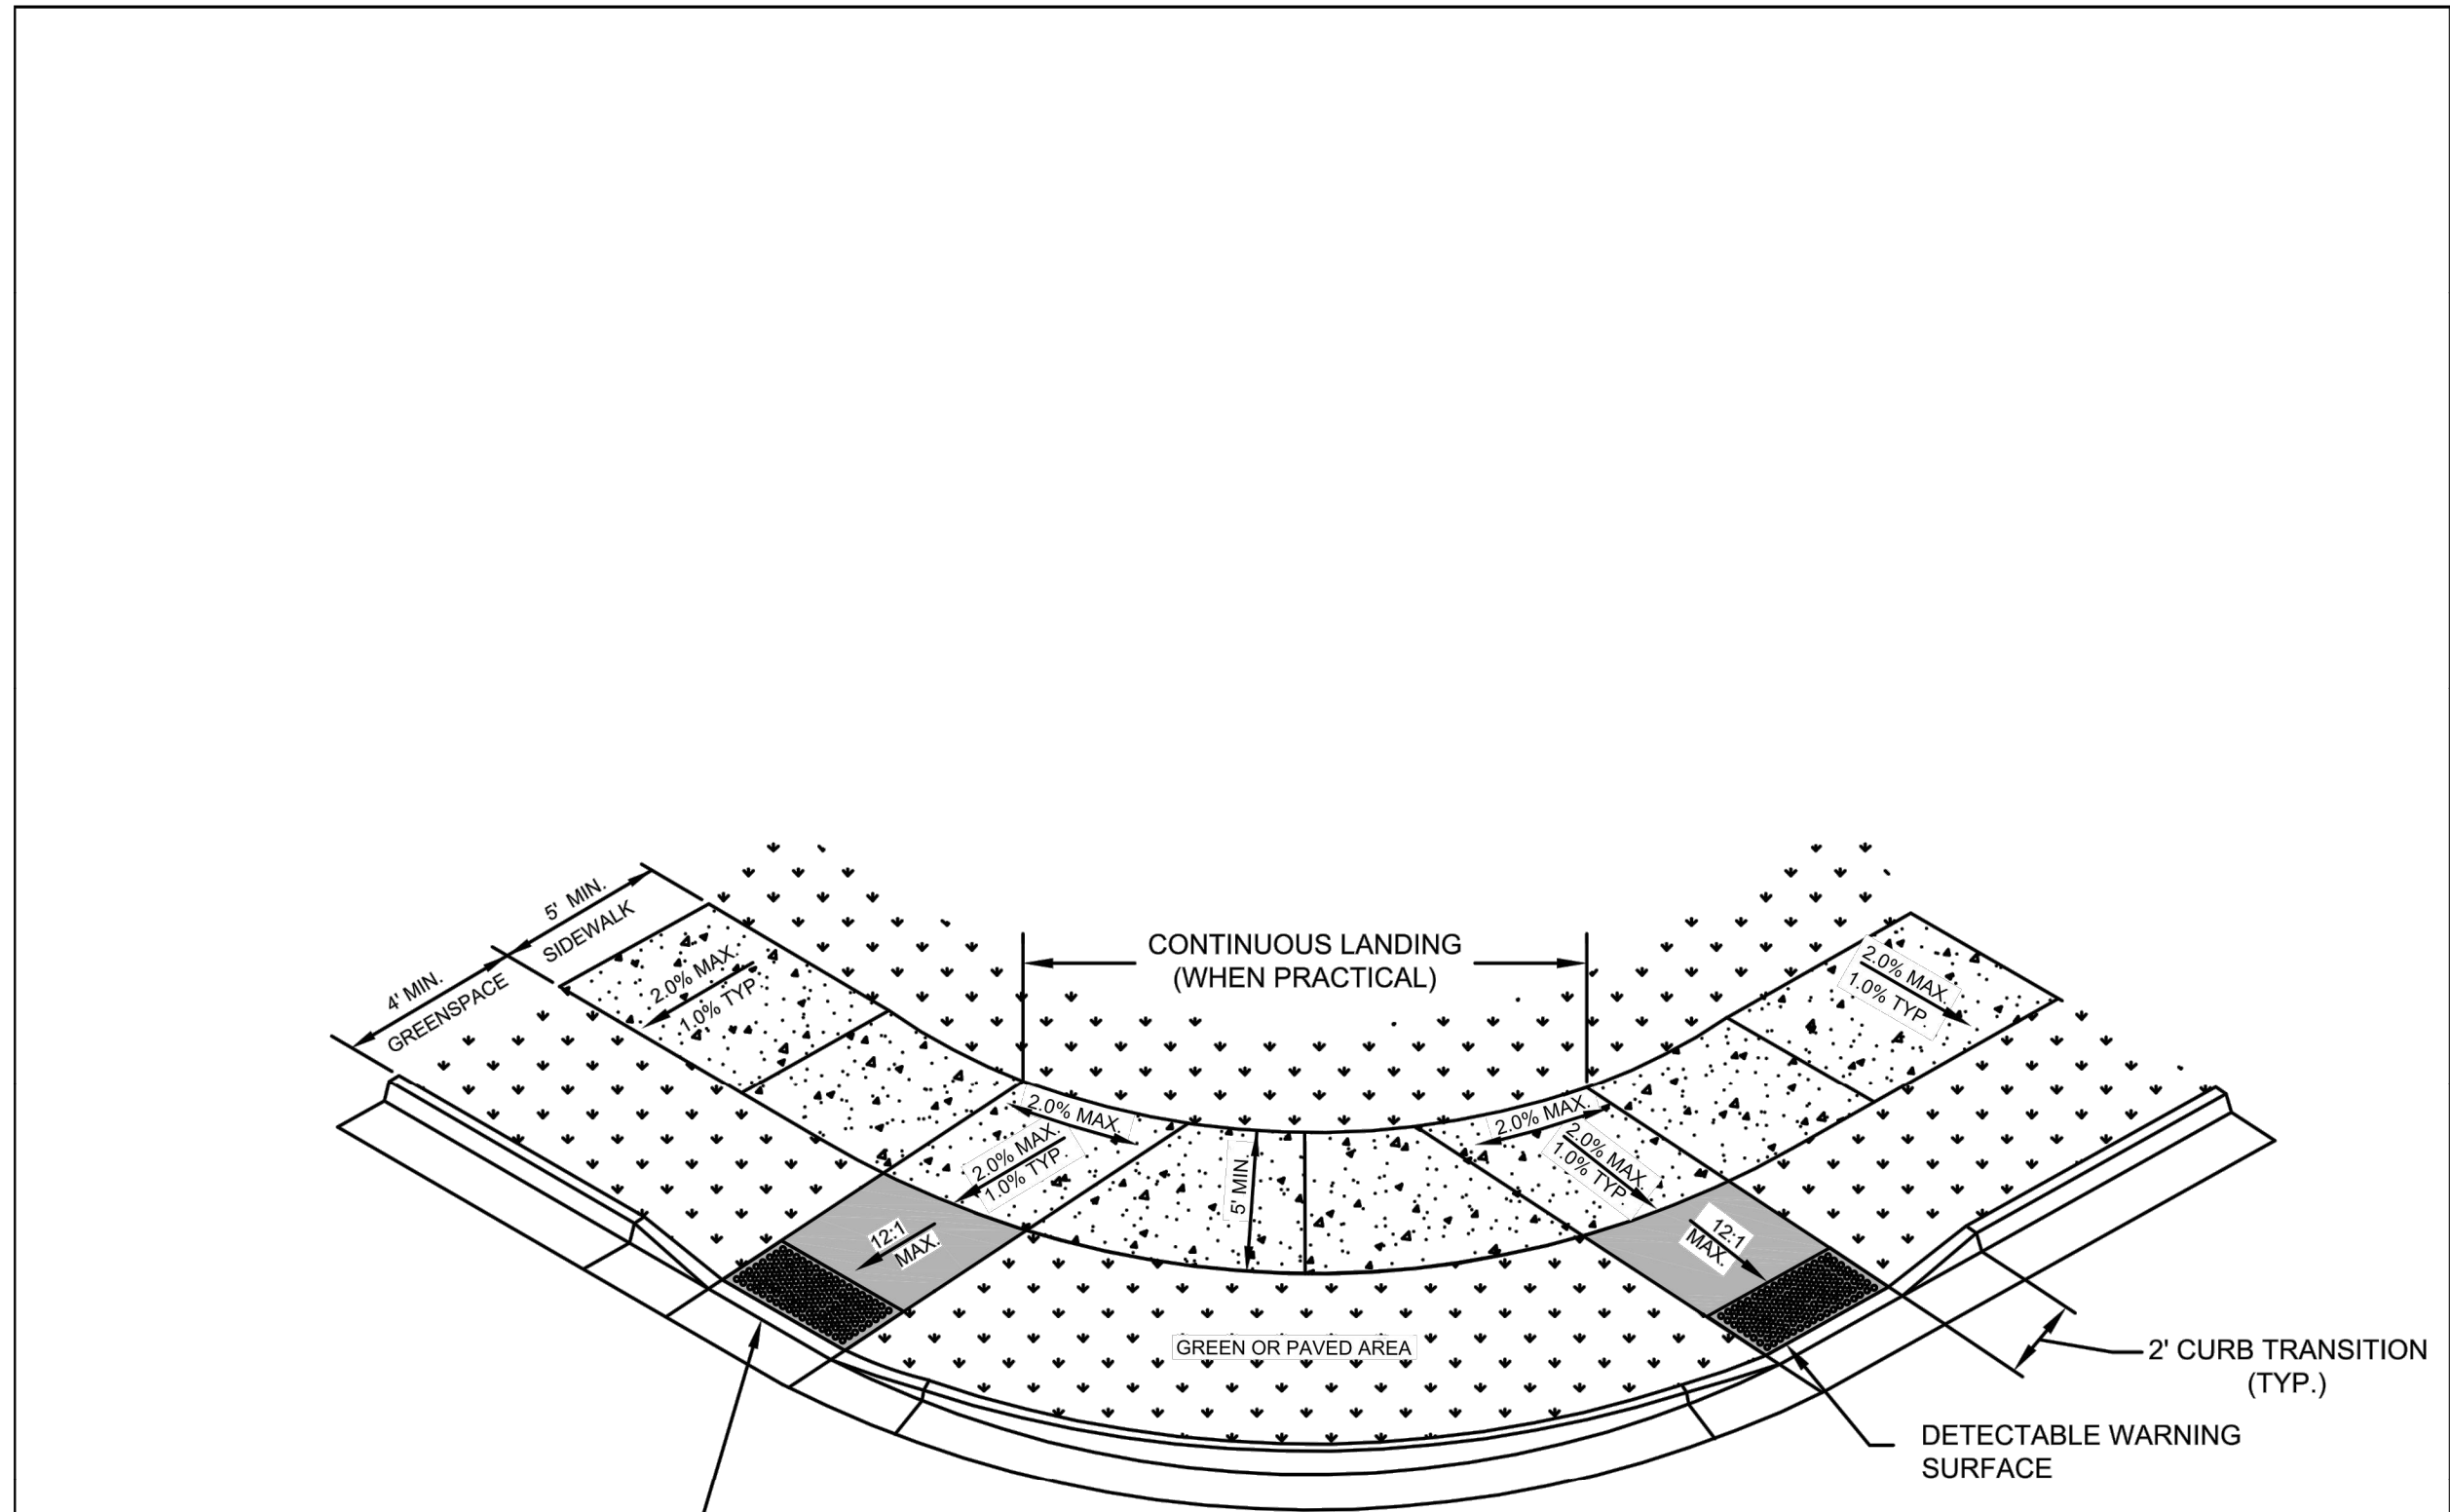 5' MIN.
SIDEWALK
4' MIN.
GREENSPACE
2.0% MAX.
1.0% TYP.
CONTINUOUS LANDING
(WHEN PRACTICAL)
2.0% MAX.
1.0% TYP.
2.0% MAX.
2.0% MAX.
1.0% TYP.
5' MIN.
2.0% MAX.
2.0% MAX.
1.0% TYP.
12:1
MAX.
12:1
MAX.
GREEN OR PAVED AREA
2' CURB TRANSITION
(TYP.)
DETECTABLE WARNING
SURFACE